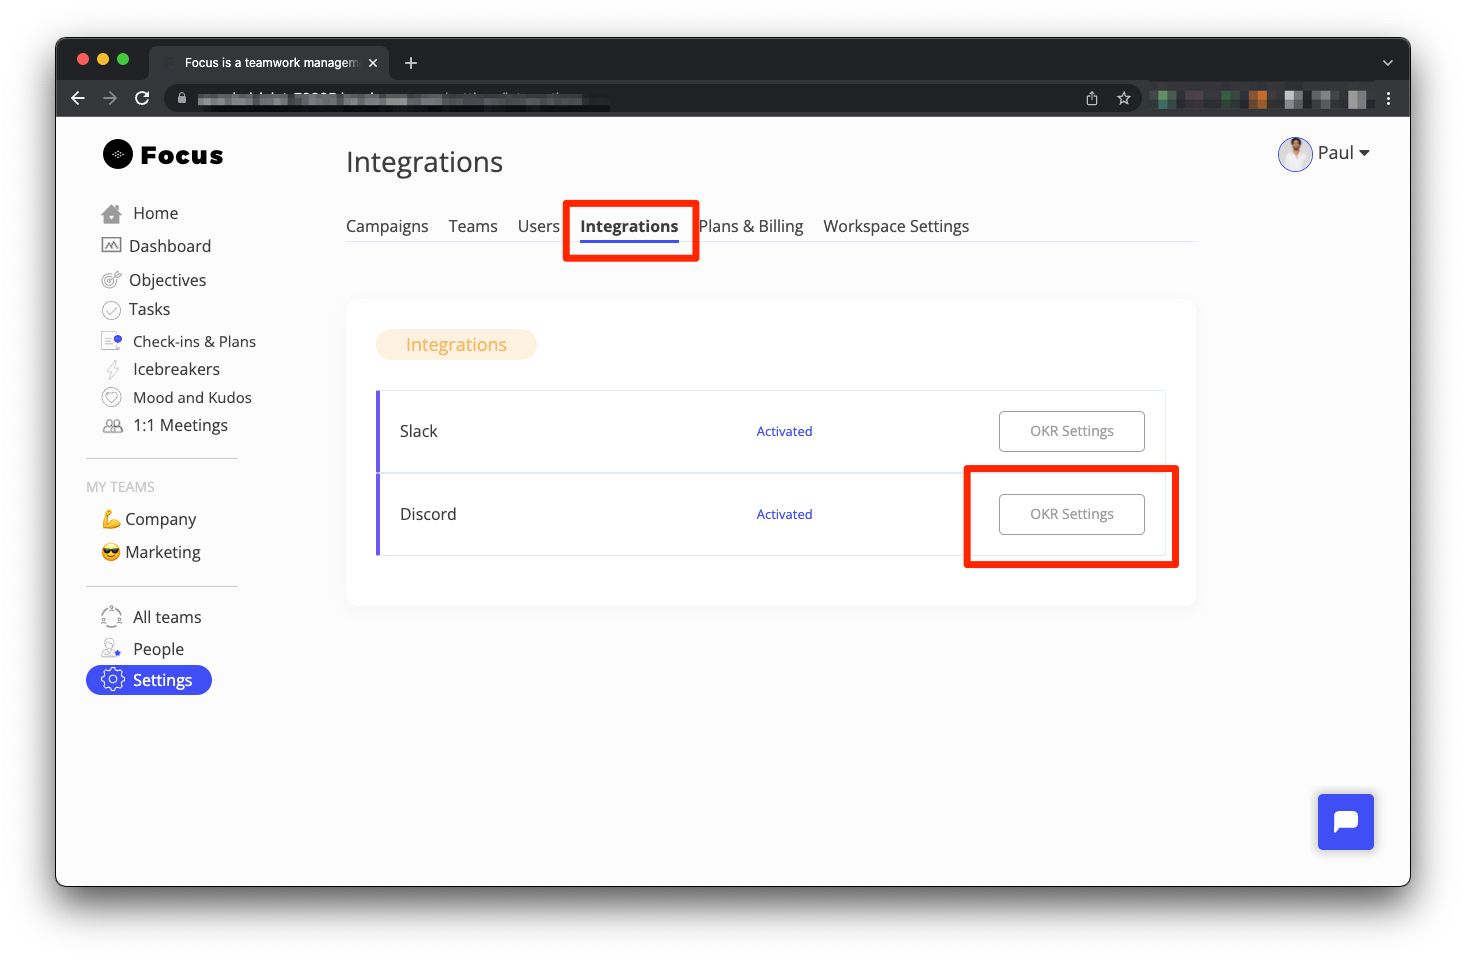 Focus is a teamwork managem
Focus
Integrations
Paul
Campaigns Teams Users Integrations Plans & Billing Workspace Settings
Home
Dashboard
Objectives
Tasks
Check-ins & Plans
Icebreakers
Mood and Kudos
1:1 Meetings
MY TEAMS
Company
Marketing
All teams
People
Settings
Integrations
Slack Activated OKR Settings
Discord Activated OKR Settings